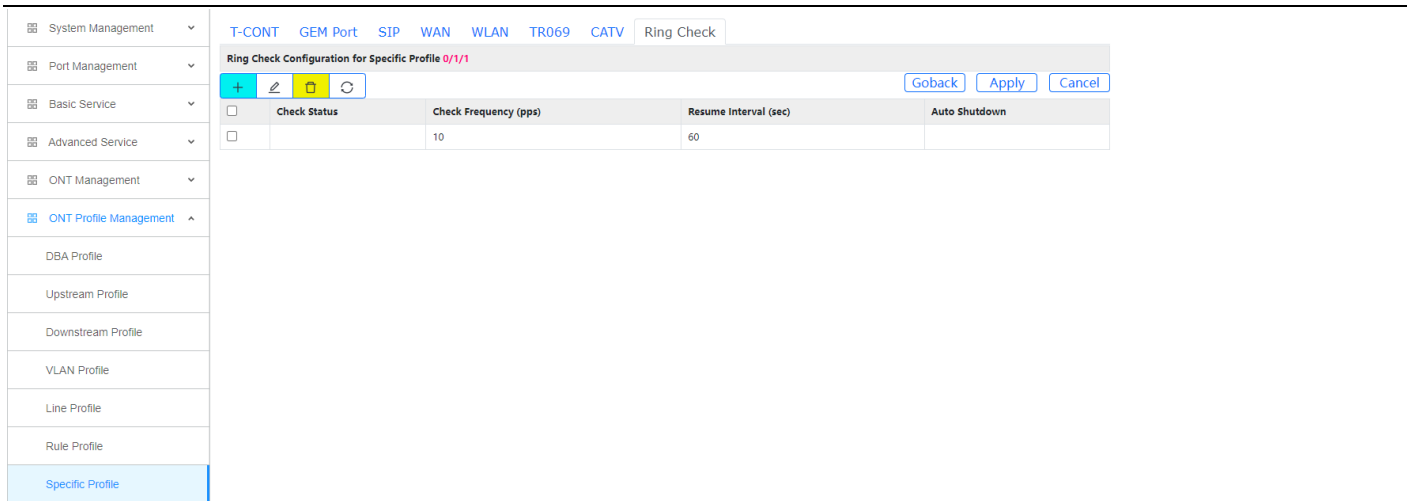 System Management
Port Management
Basic Service
Advanced Service
ONT Management
ONT Profile Management
DBA Profile
Upstream Profile
Downstream Profile
VLAN Profile
Line Profile
Rule Profile
Specific Profile
T-CONT GEM Port SIP WAN WLAN TR069 CATV Ring Check
Ring Check Configuration for Specific Profile 0/1/1
Goback Apply Cancel
Check Status Check Frequency (pps) Resume Interval (sec) Auto Shutdown
10 60